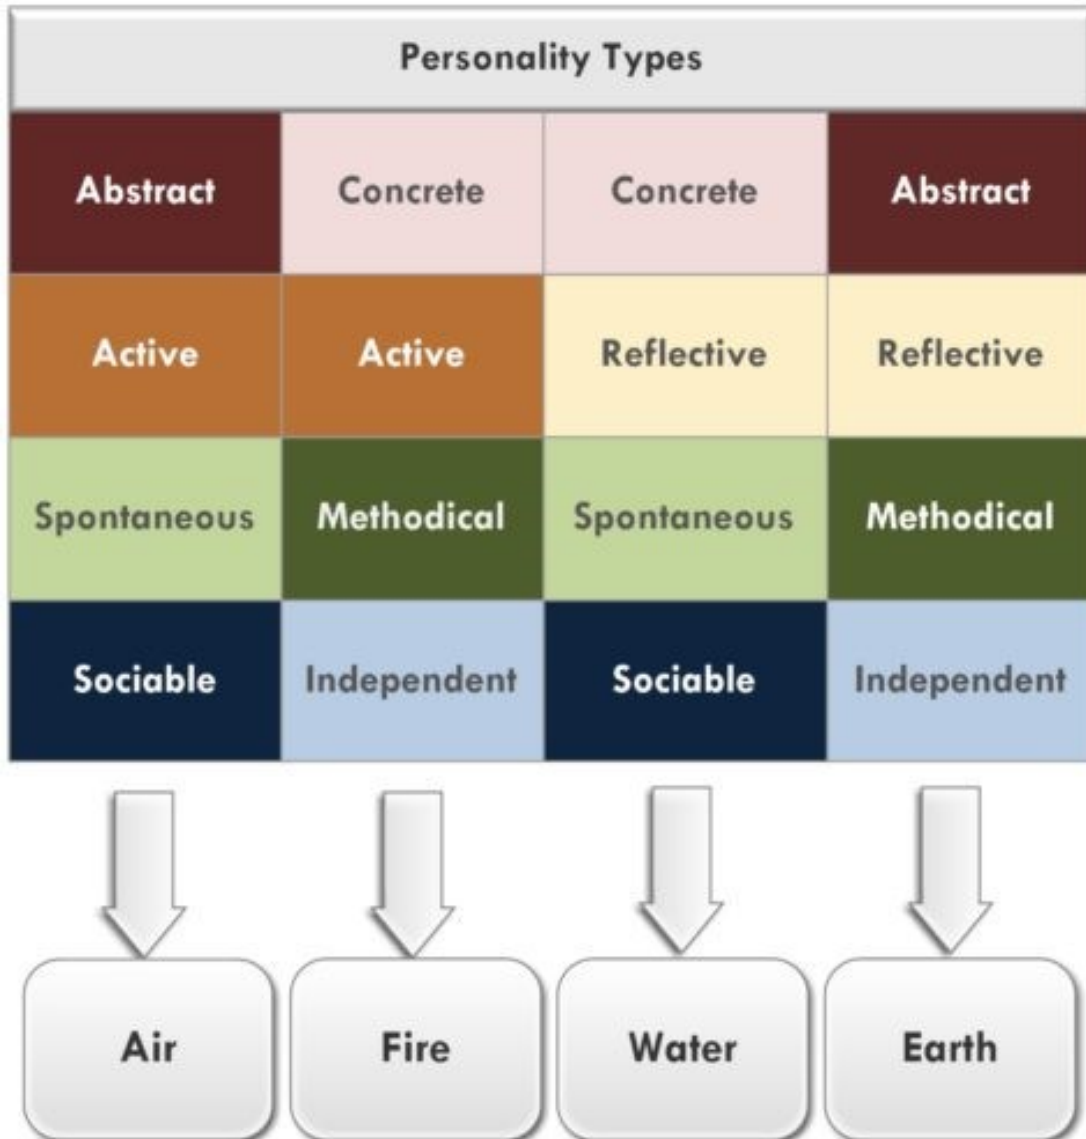 Personality Types
Abstract Concrete Concrete Abstract
Active Active Reflective Reflective
Spontaneous Methodical Spontaneous Methodical
Sociable Independent Sociable Independent
Air Fire Water Earth